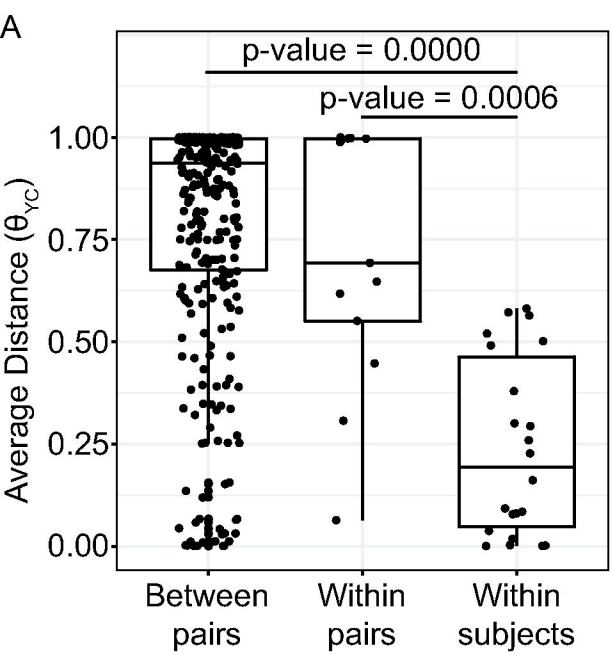 A
p-value = 0.0000
p-value = 0.0006
Average Distance (θYC)
1.00
0.75
0.50
0.25
0.00
Between
pairs
Within
pairs
Within
subjects